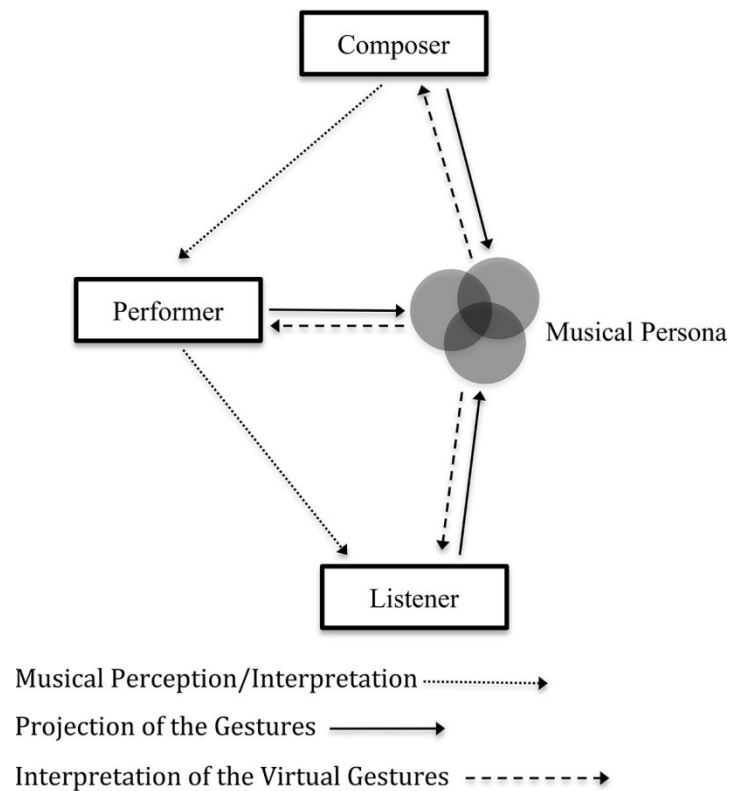 Composer
Performer
Musical Persona
Listener
Musical Perception/Interpretation
Projection of the Gestures
Interpretation of the Virtual Gestures